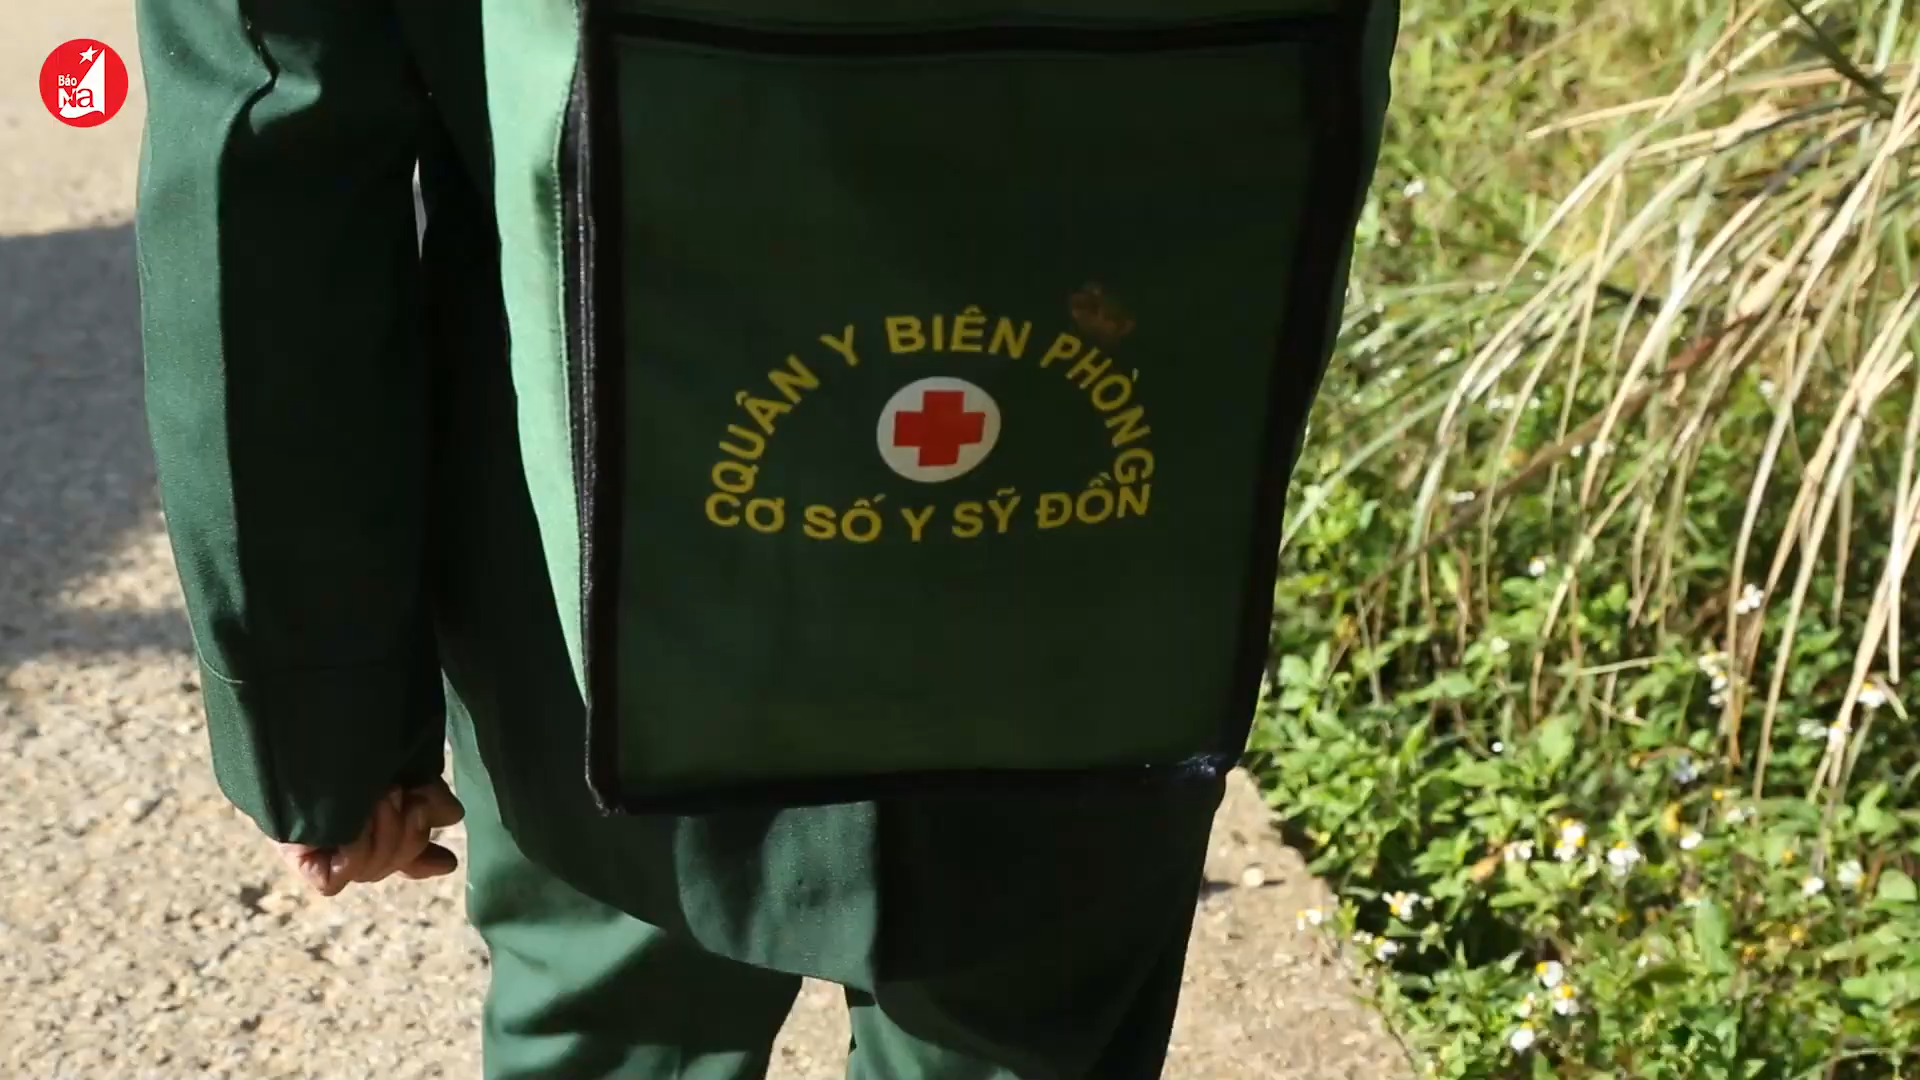 Báo
Na
QUÂN Y BIÊN PHÒNG
CƠ SỐ Y SỸ ĐỒN